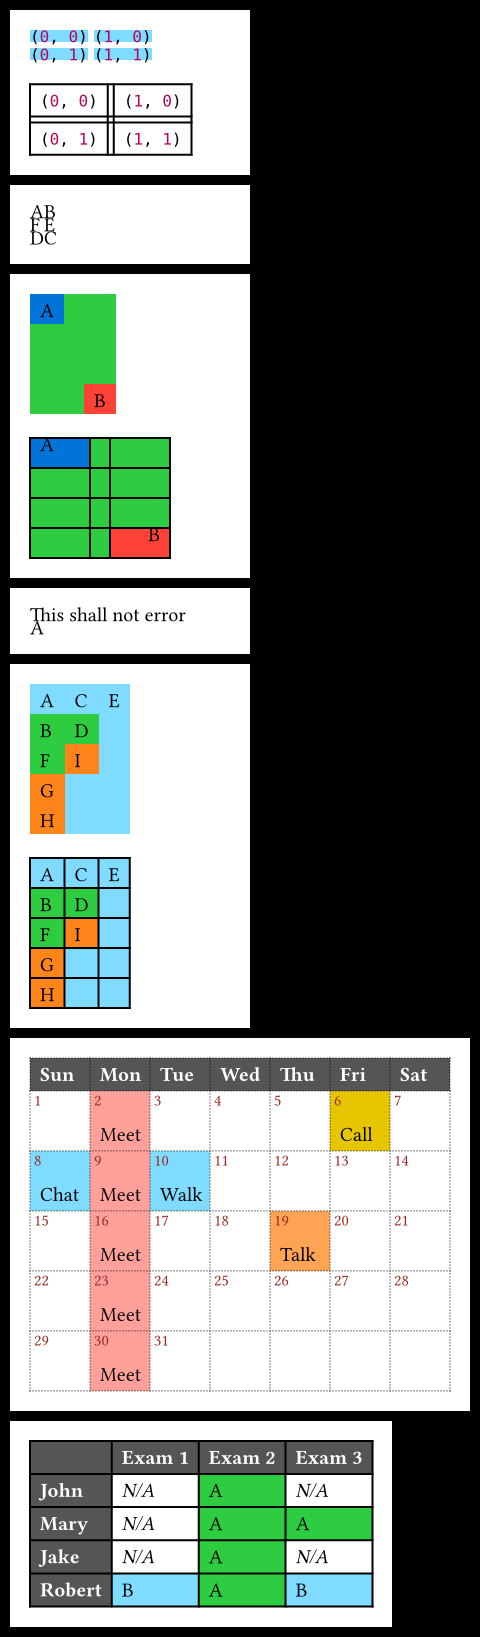 (0, 0) (1, 0)
(0, 1) (1, 1)
(0, 0) (1, 0)
(0, 1) (1, 1)
AB
F E
DC
A
B
A
B
This shall not error
A
A C E
B D
F I
G
H
A C E
B D
F I
G
H
Sun Mon Tue Wed Thu Fri Sat
1 2 3 4 5 6 7
Meet Call
8 9 10 11 12 13 14
Chat Meet Walk
15 16 17 18 19 20 21
Meet Talk
22 23 24 25 26 27 28
Meet
29 30 31
Meet
Exam 1 Exam 2 Exam 3
John N/A A N/A
Mary N/A A A
Jake N/A A N/A
Robert B A B